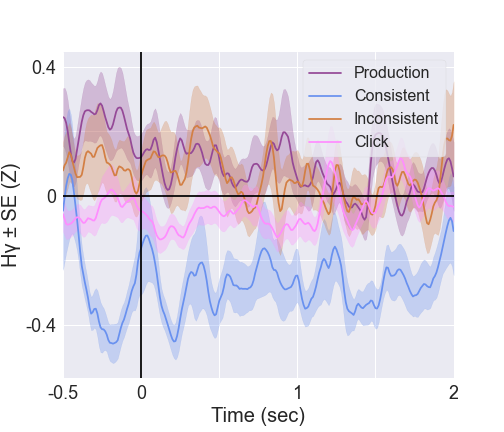 0.4
0
-0.4
Hγ ± SE (Z)
Production
Consistent
Inconsistent
Click
-0.5
0
1
2
Time (sec)